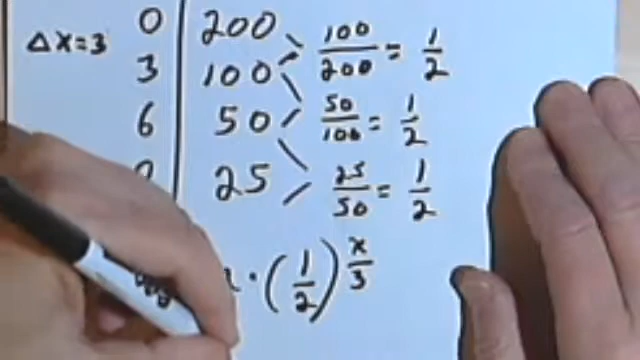 0 200 100/200 = 1/2
Δx=3
3 100
6 50 50/100 = 1/2
25 25/50 = 1/2
· (1/2)^(x/3)